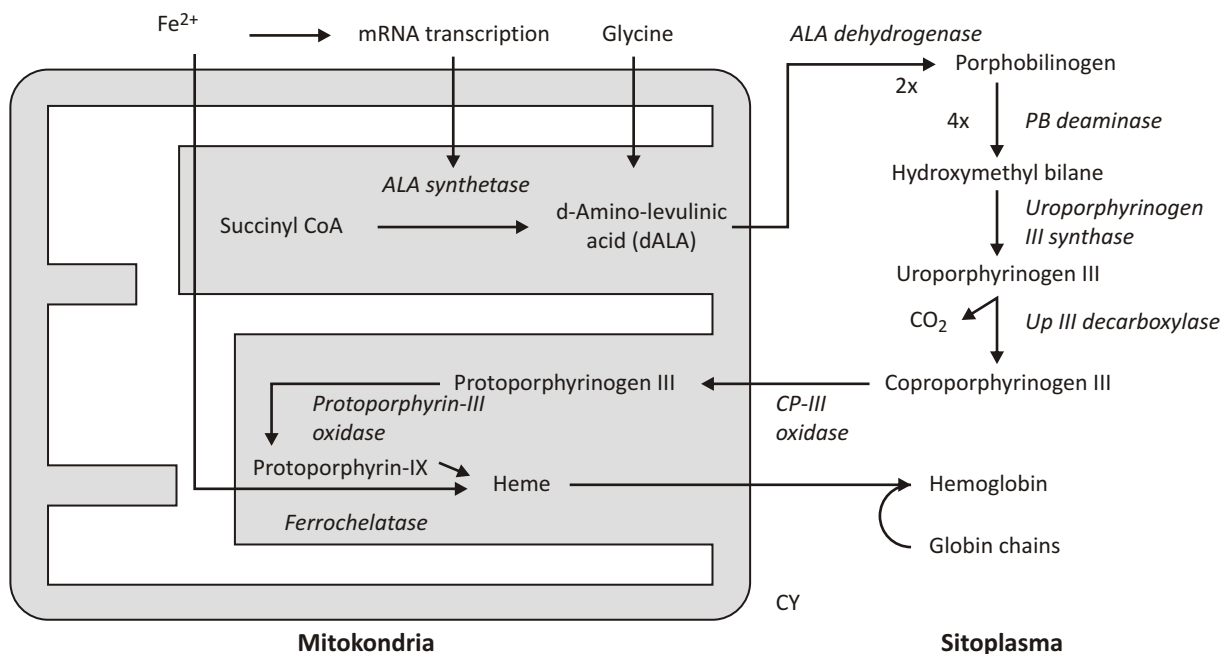 Fe2+
mRNA transcription
Glycine
ALA dehydrogenase
Porphobilinogen
2x
4x
PB deaminase
Hydroxymethyl bilane
ALA synthetase
Succinyl CoA
d-Amino-levulinic
acid (dALA)
Uroporphyrinogen
III synthase
Uroporphyrinogen III
CO2
Up III decarboxylase
Protoporphyrinogen III
Coproporphyrinogen III
Protoporphyrin-III
oxidase
CP-III
oxidase
Protoporphyrin-IX
Heme
Hemoglobin
Ferrochelatase
Globin chains
CY
Mitokondria
Sitoplasma